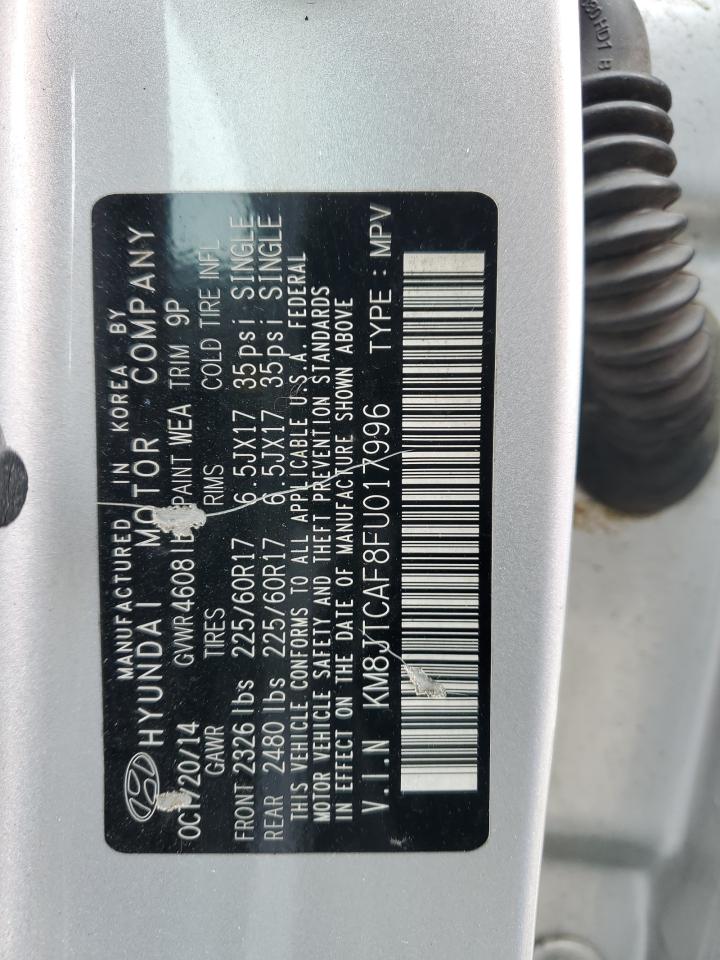 MANUFACTURED IN KOREA BY
HYUNDAI MOTOR COMPANY
20/14 GVWR 4608 PAINT WEA TRIM 9P
GAWR TIRES RIMS COLD TIRE INFL
FRONT 2326 lbs 225/60R17 6.5JX17 35psi SINGLE
REAR 2480 lbs 225/60R17 6.5JX17 35psi SINGLE
THIS VEHICLE CONFORMS TO ALL APPLICABLE U.S.A. FEDERAL
MOTOR VEHICLE SAFETY AND THEFT PREVENTION STANDARDS
IN EFFECT ON THE DATE OF MANUFACTURE SHOWN ABOVE
V.I.N KM8JTCAF8FU017996 TYPE : MPV
HD1 B